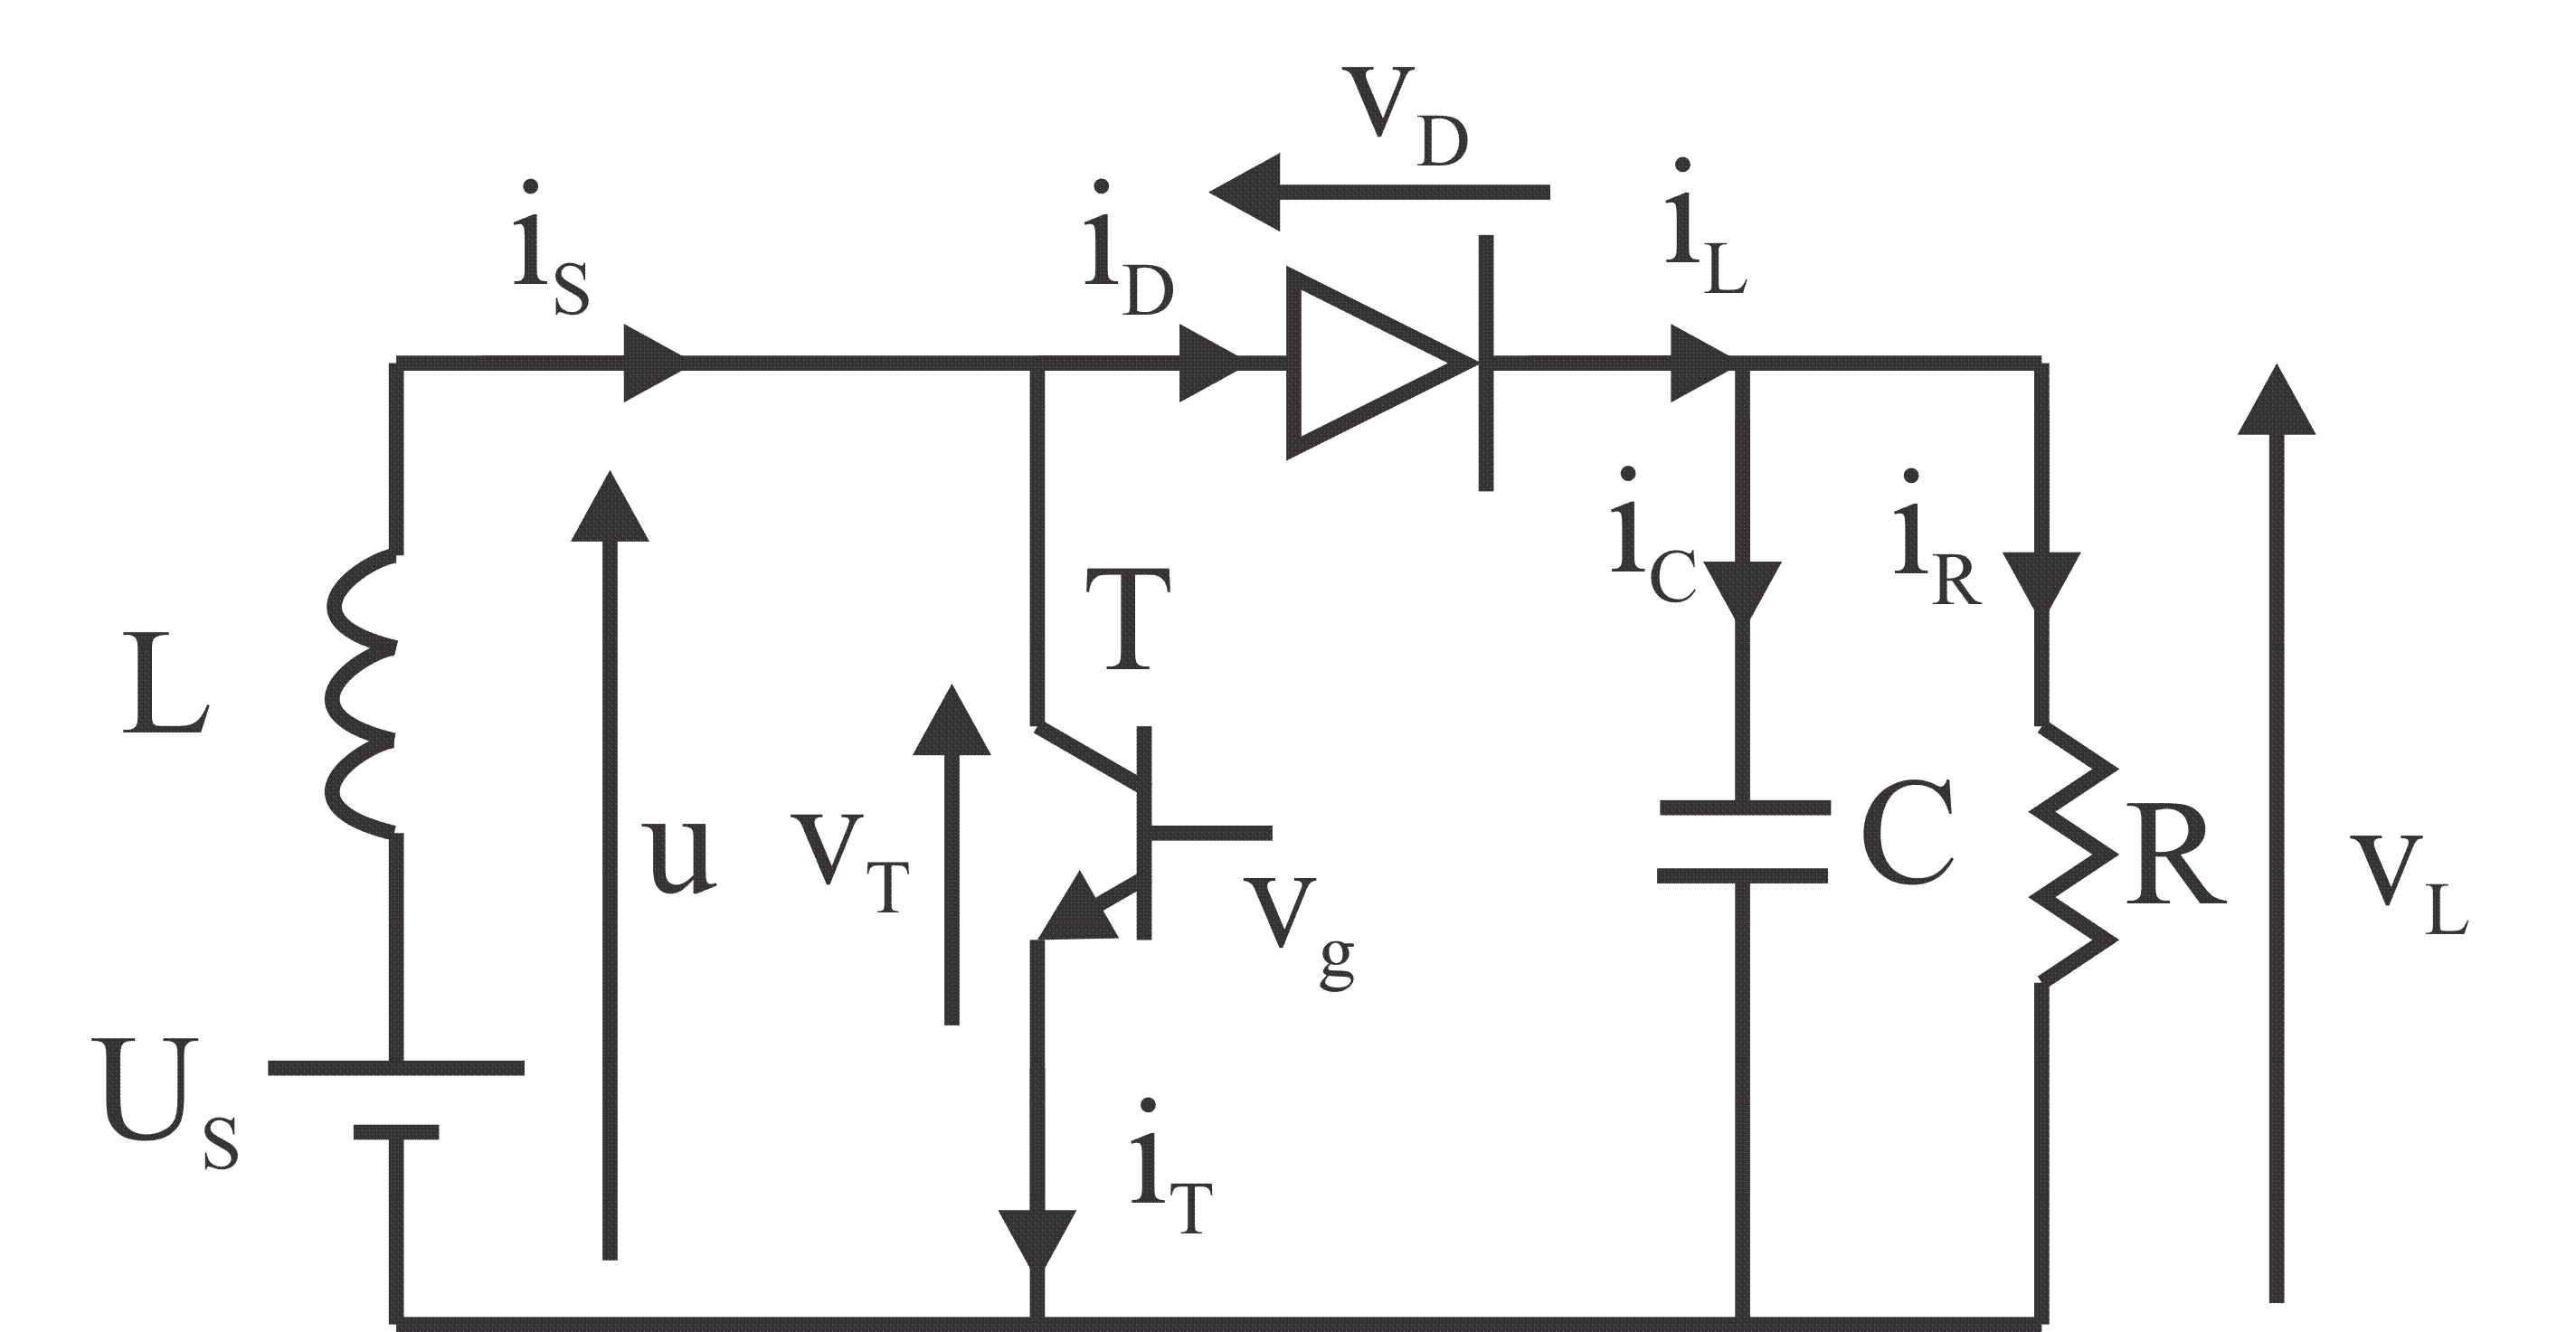 v_D
i_S
i_D
i_L
i_C
i_R
T
L
u
v_T
v_g
C
R
v_L
U_S
i_T